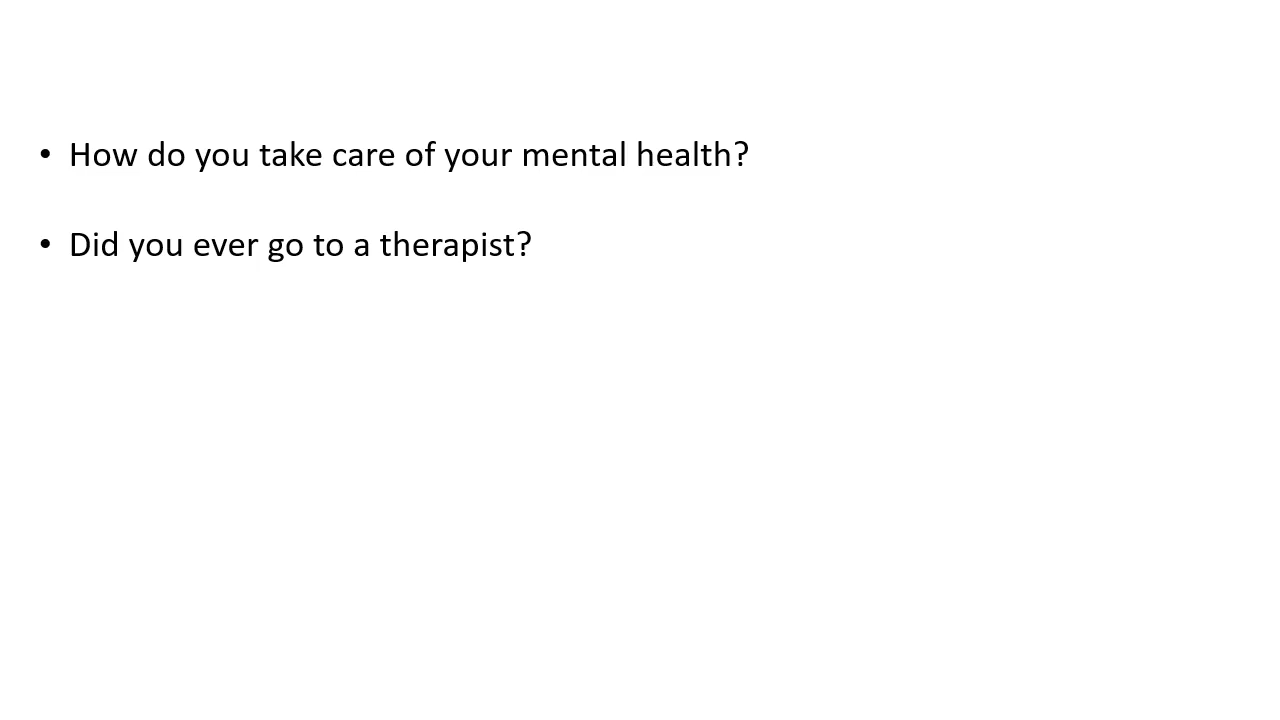 • How do you take care of your mental health?
• Did you ever go to a therapist?